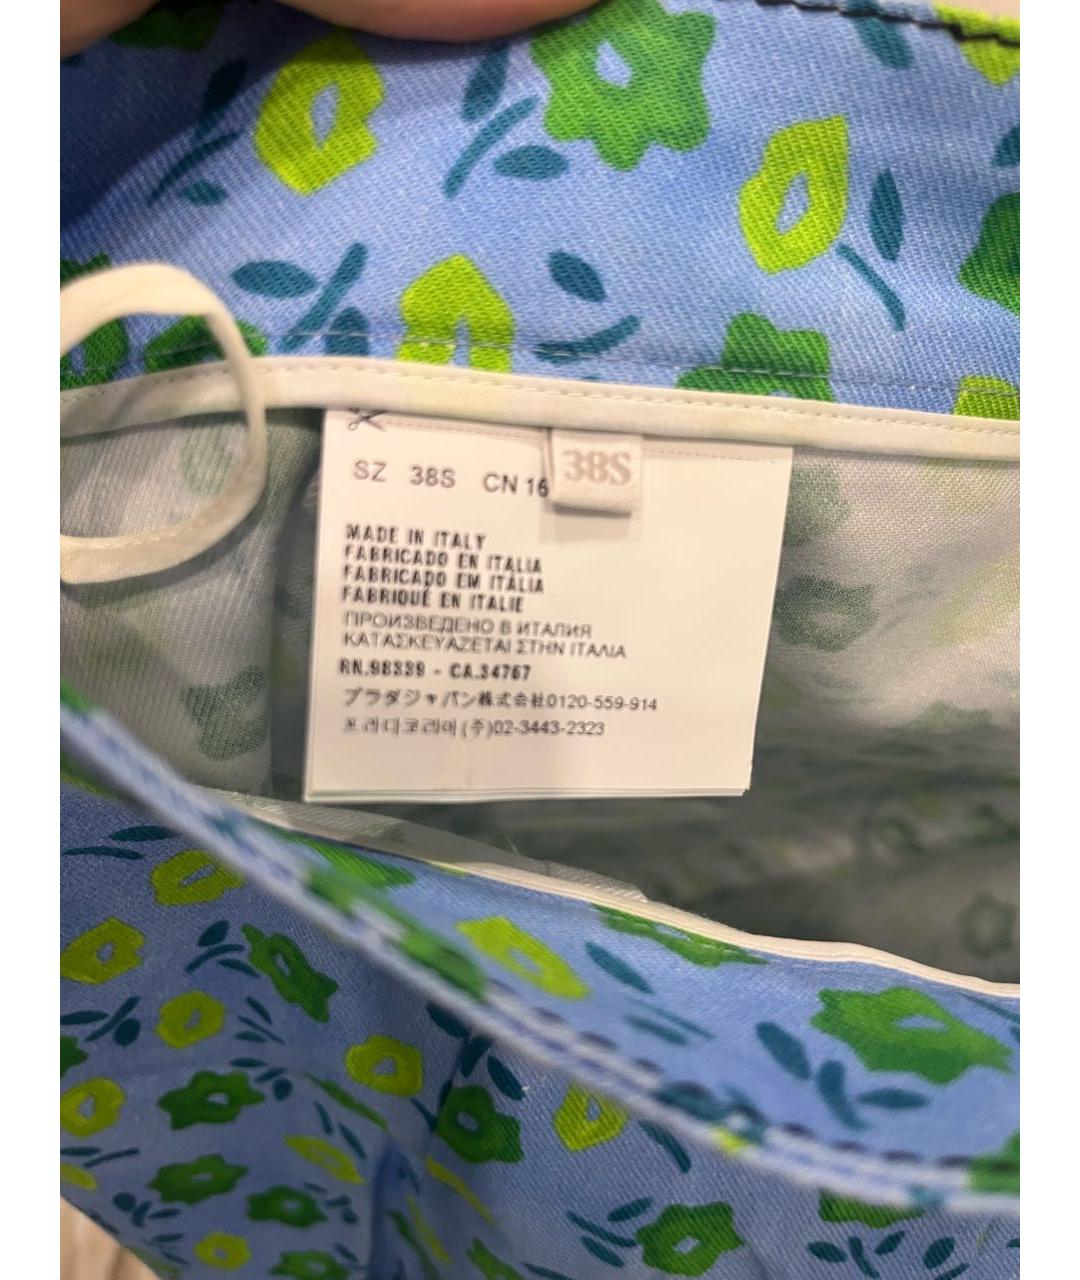 SZ 38S CN 16
38S
MADE IN ITALY
FABRICADO EN ITALIA
FABRICADO EM ITÁLIA
FABRIQUÉ EN ITALIE
ПРОИЗВЕДЕНО В ИТАЛИЯ
ΚΑΤΑΣΚΕΥΑΖΕΤΑΙ ΣΤΗΝ ΙΤΑΛΙΑ
RN.98339 - CA.34767
プラダジャパン株式会社0120-559-914
프라다코리아(주)02-3443-2323